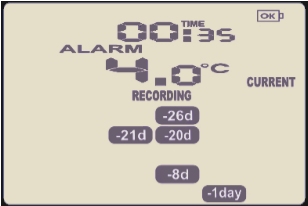 OK
TIME
00:35
ALARM
4.0°C
CURRENT
RECORDING
-26d
-21d -20d
-8d
-1day